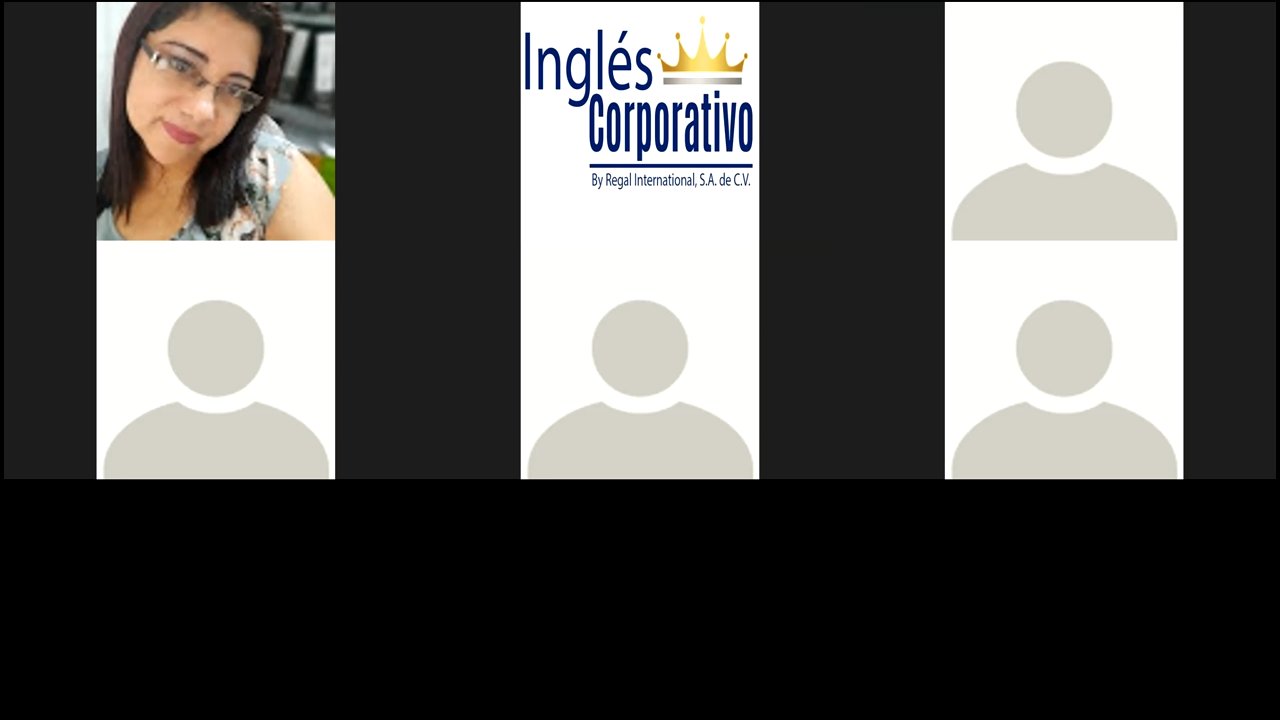 Inglés
Corporativo
By Regal International, S.A. de C.V.